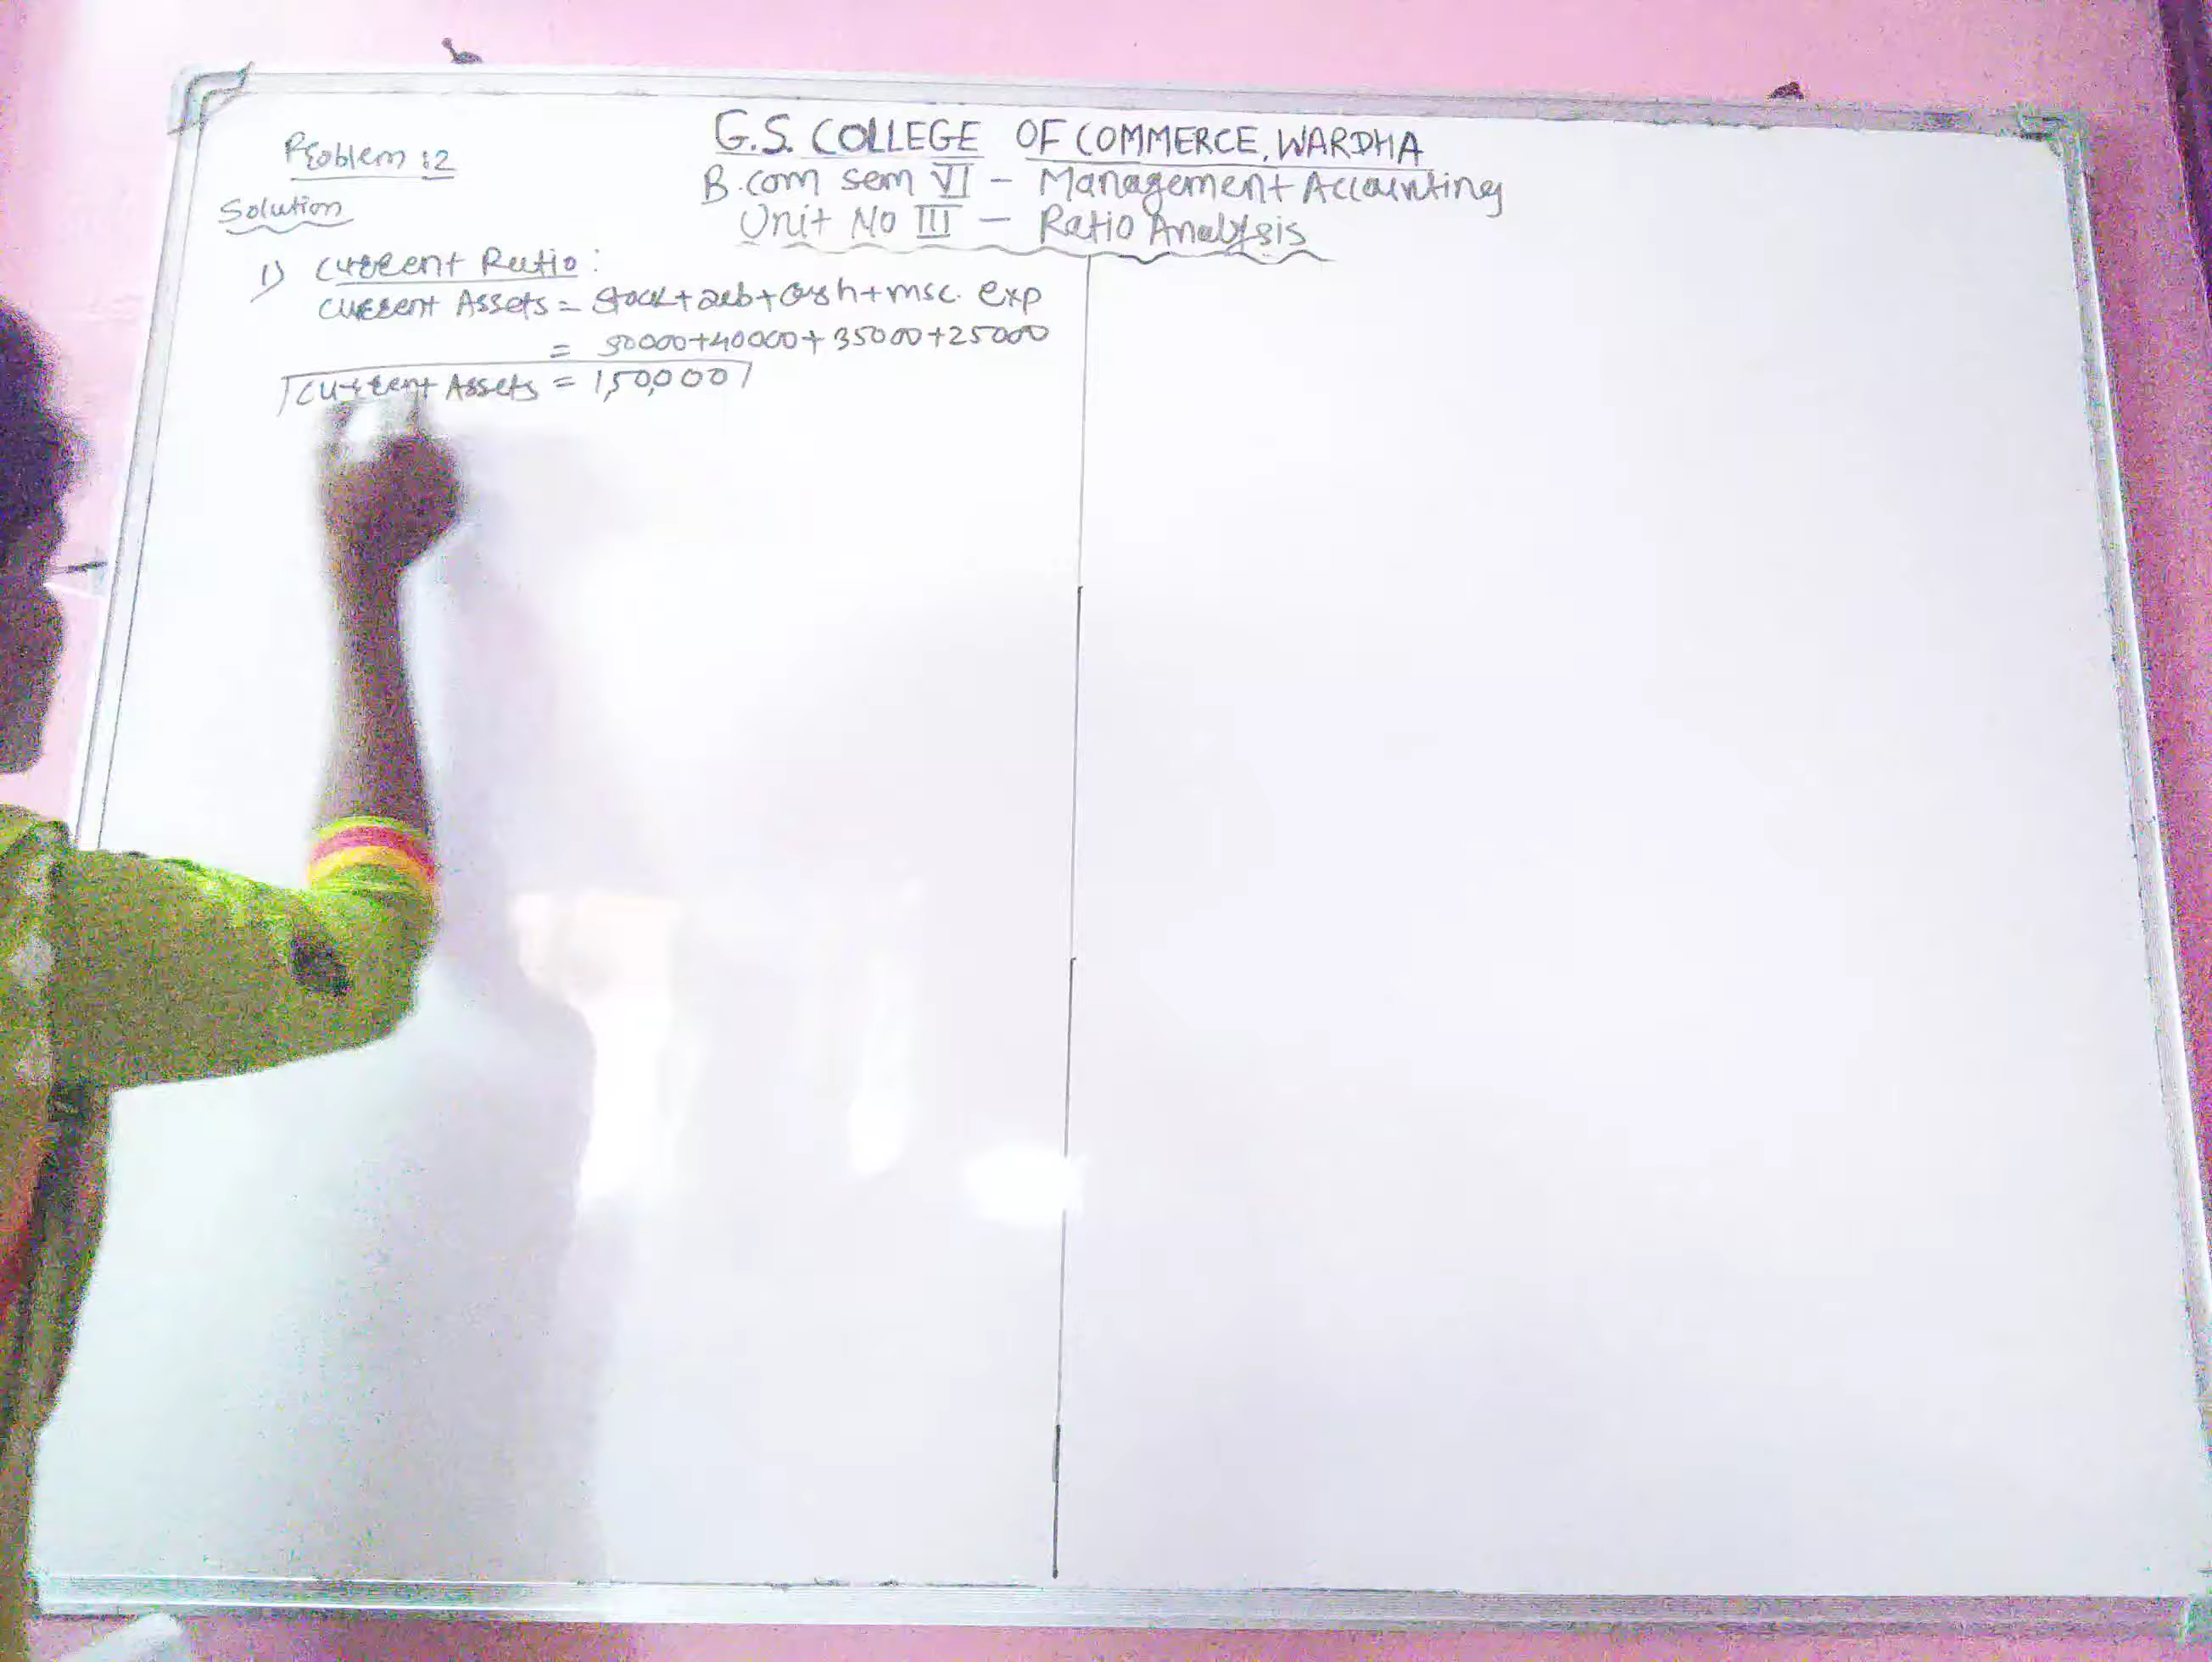 G.S. COLLEGE OF COMMERCE, WARDHA
B.com sem VI - Management Accounting
Unit No III - Ratio Analysis
Problem :2
Solution
1) Current Ratio:
Current Assets = Stock + Deb + Cash + msc. exp
= 50000+40000+35000+25000
Current Assets = 1,50,000